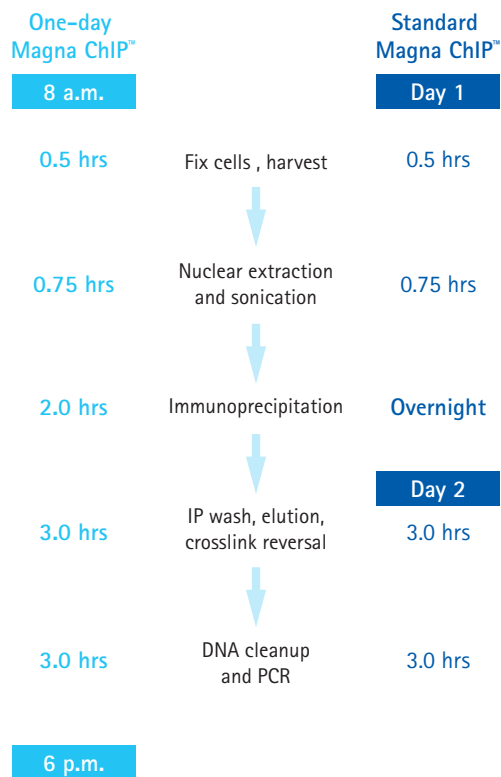 One-day
Magna ChIP™
Standard
Magna ChIP™
8 a.m.
Day 1
0.5 hrs
Fix cells , harvest
0.5 hrs
0.75 hrs
Nuclear extraction
and sonication
0.75 hrs
2.0 hrs
Immunoprecipitation
Overnight
Day 2
3.0 hrs
IP wash, elution,
crosslink reversal
3.0 hrs
3.0 hrs
DNA cleanup
and PCR
3.0 hrs
6 p.m.